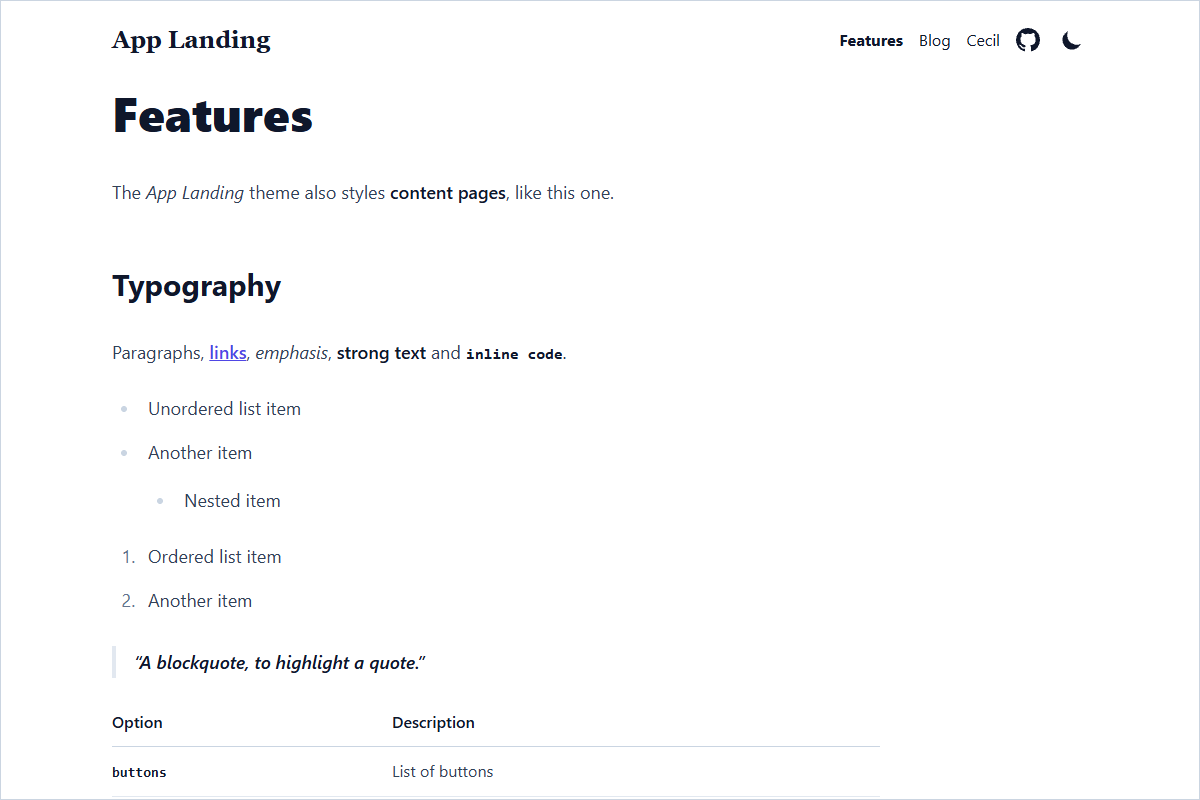 App Landing
Features Blog Cecil
Features
The App Landing theme also styles content pages, like this one.
Typography
Paragraphs, links, emphasis, strong text and inline code.
• Unordered list item
• Another item
• Nested item
1. Ordered list item
2. Another item
“A blockquote, to highlight a quote.”
Option Description
buttons List of buttons